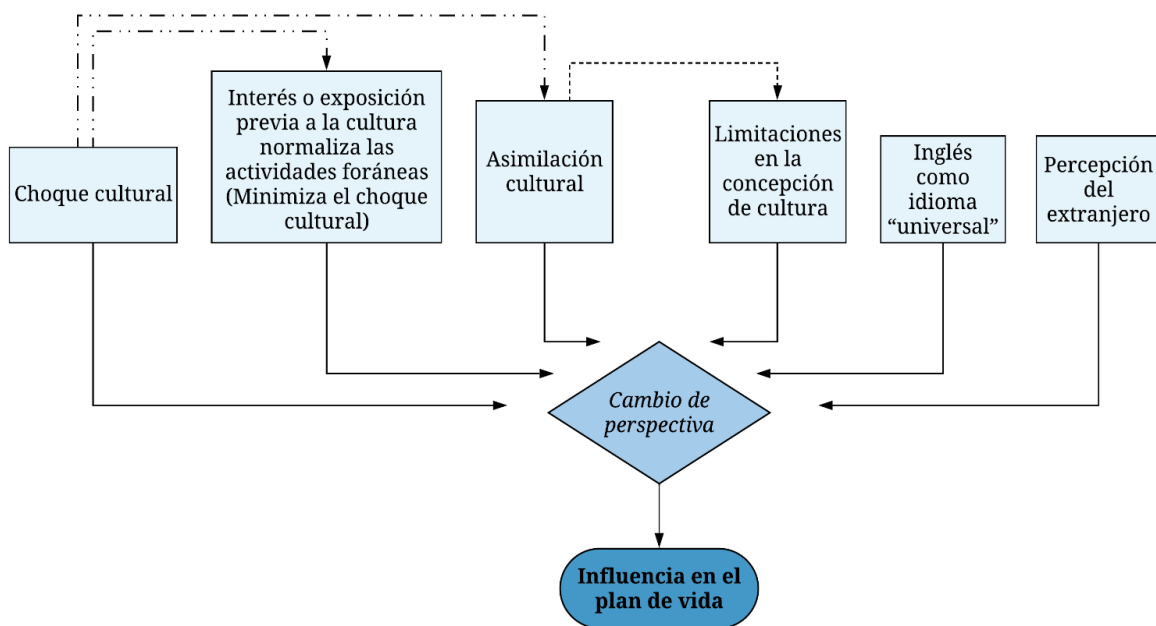 Choque cultural
Interés o exposición
previa a la cultura
normaliza las
actividades foráneas
(Minimiza el choque
cultural)
Asimilación
cultural
Limitaciones
en la
concepción
de cultura
Inglés
como
idioma
“universal”
Percepción
del
extranjero
Cambio de
perspectiva
Influencia en el
plan de vida